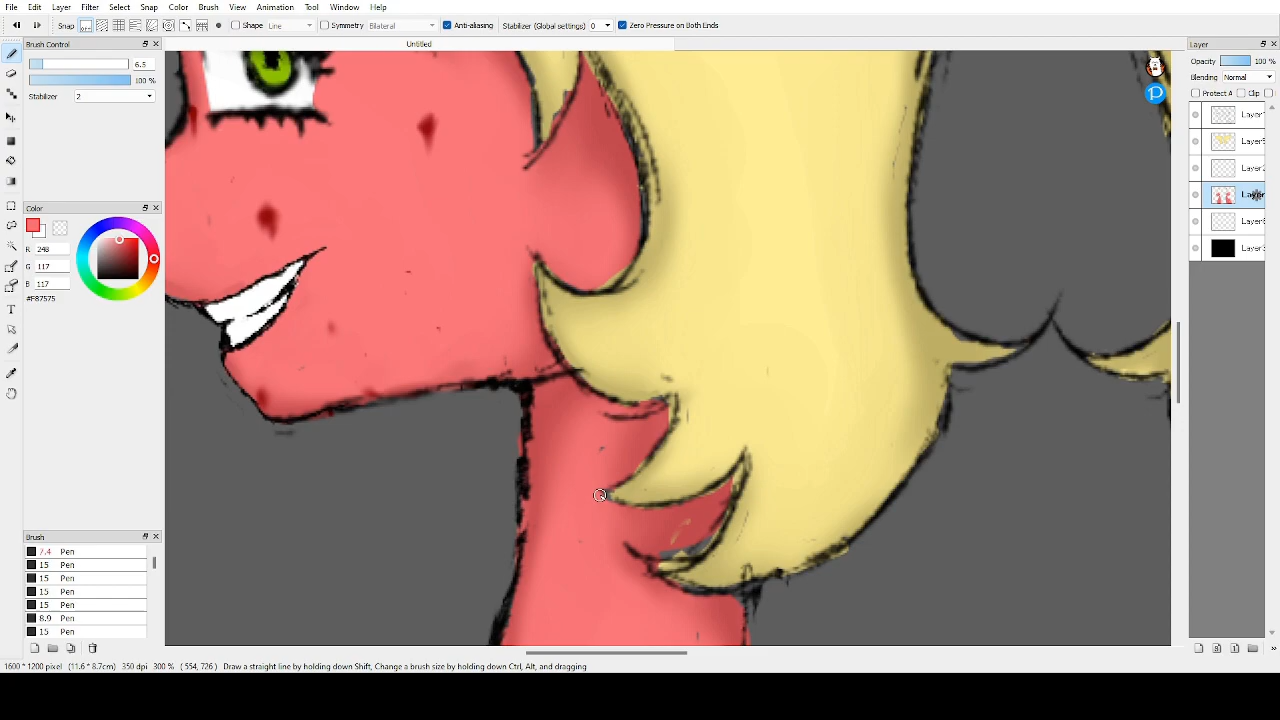 File Edit Layer Filter Select Snap Color Brush View Animation Tool Window Help
Snap Shape Line Symmetry Bilateral Anti-aliasing Stabilizer (Global settings) 0 Zero Pressure on Both Ends
Brush Control
Untitled
Layer
6.5
100 %
Stabilizer 2
Opacity 100 %
Blending Normal
Protect A Clip
Color
R 248
G 117
B 117
#F87575
Brush
7.4 Pen
15 Pen
15 Pen
15 Pen
15 Pen
8.9 Pen
15 Pen
1600 * 1200 pixel (11.6 * 8.7cm) 350 dpi 300 % ( 554, 726 ) Draw a straight line by holding down Shift, Change a brush size by holding down Ctrl, Alt, and dragging